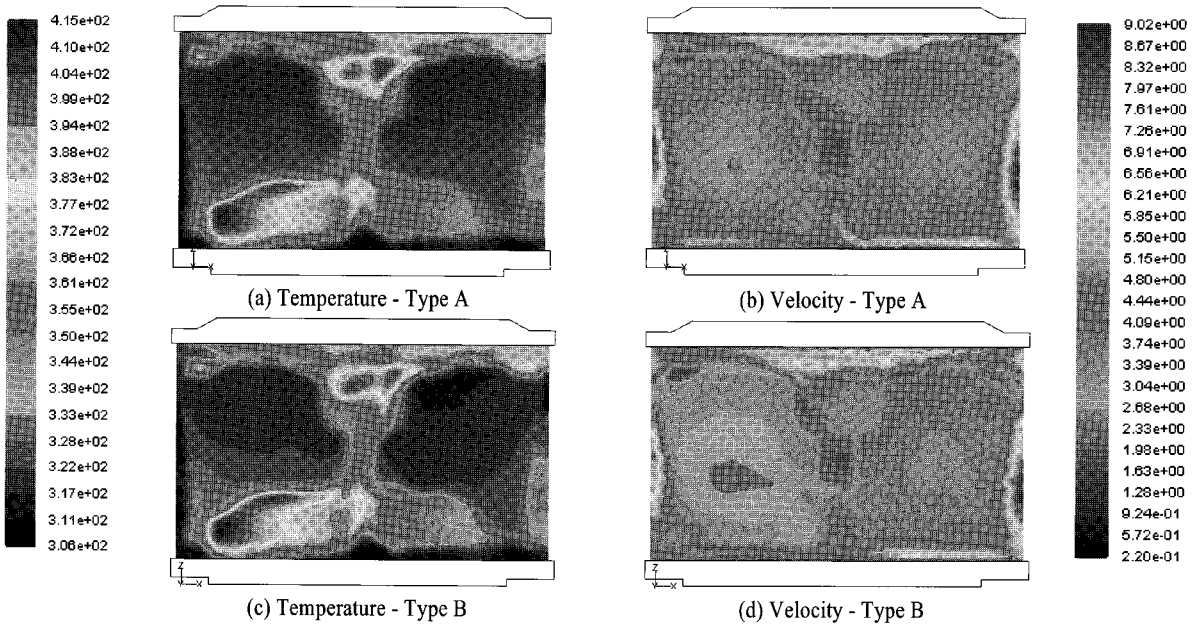 4.15e+02
4.10e+02
4.04e+02
3.99e+02
3.94e+02
3.88e+02
3.83e+02
3.77e+02
3.72e+02
3.66e+02
3.61e+02
3.55e+02
3.50e+02
3.44e+02
3.39e+02
3.33e+02
3.28e+02
3.22e+02
3.17e+02
3.11e+02
3.06e+02
Z
X
(a) Temperature - Type A
Z
X
(b) Velocity - Type A
Z
X
(c) Temperature - Type B
Z
X
(d) Velocity - Type B
9.02e+00
8.67e+00
8.32e+00
7.97e+00
7.61e+00
7.26e+00
6.91e+00
6.56e+00
6.21e+00
5.85e+00
5.50e+00
5.15e+00
4.80e+00
4.44e+00
4.09e+00
3.74e+00
3.39e+00
3.04e+00
2.68e+00
2.33e+00
1.98e+00
1.63e+00
1.28e+00
9.24e-01
5.72e-01
2.20e-01